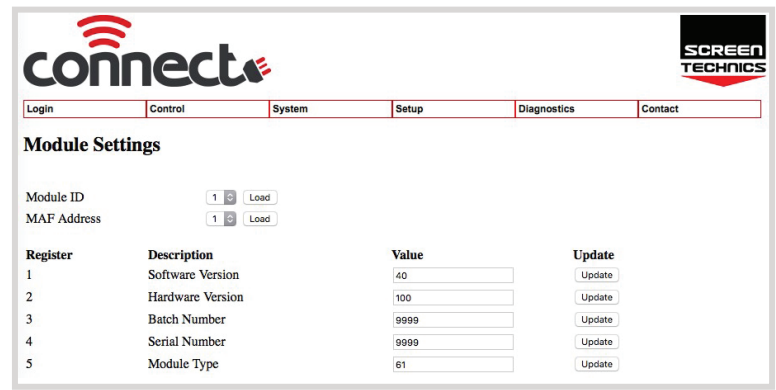 connect
SCREEN
TECHNICS
Login Control System Setup Diagnostics Contact
Module Settings
Module ID 1 Load
MAF Address 1 Load
Register Description Value Update
1 Software Version 40 Update
2 Hardware Version 100 Update
3 Batch Number 9999 Update
4 Serial Number 9999 Update
5 Module Type 61 Update